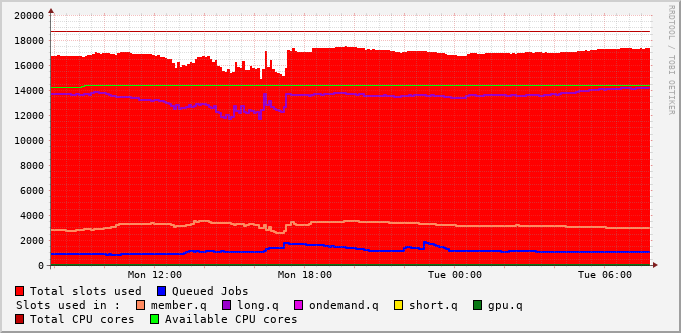 RRDTOOL / TOBI OETIKER
20000
18000
16000
14000
12000
10000
8000
6000
4000
2000
0
Mon 12:00 Mon 18:00 Tue 00:00 Tue 06:00
Total slots used Queued Jobs
Slots used in : member.q long.q ondemand.q short.q gpu.q
Total CPU cores Available CPU cores